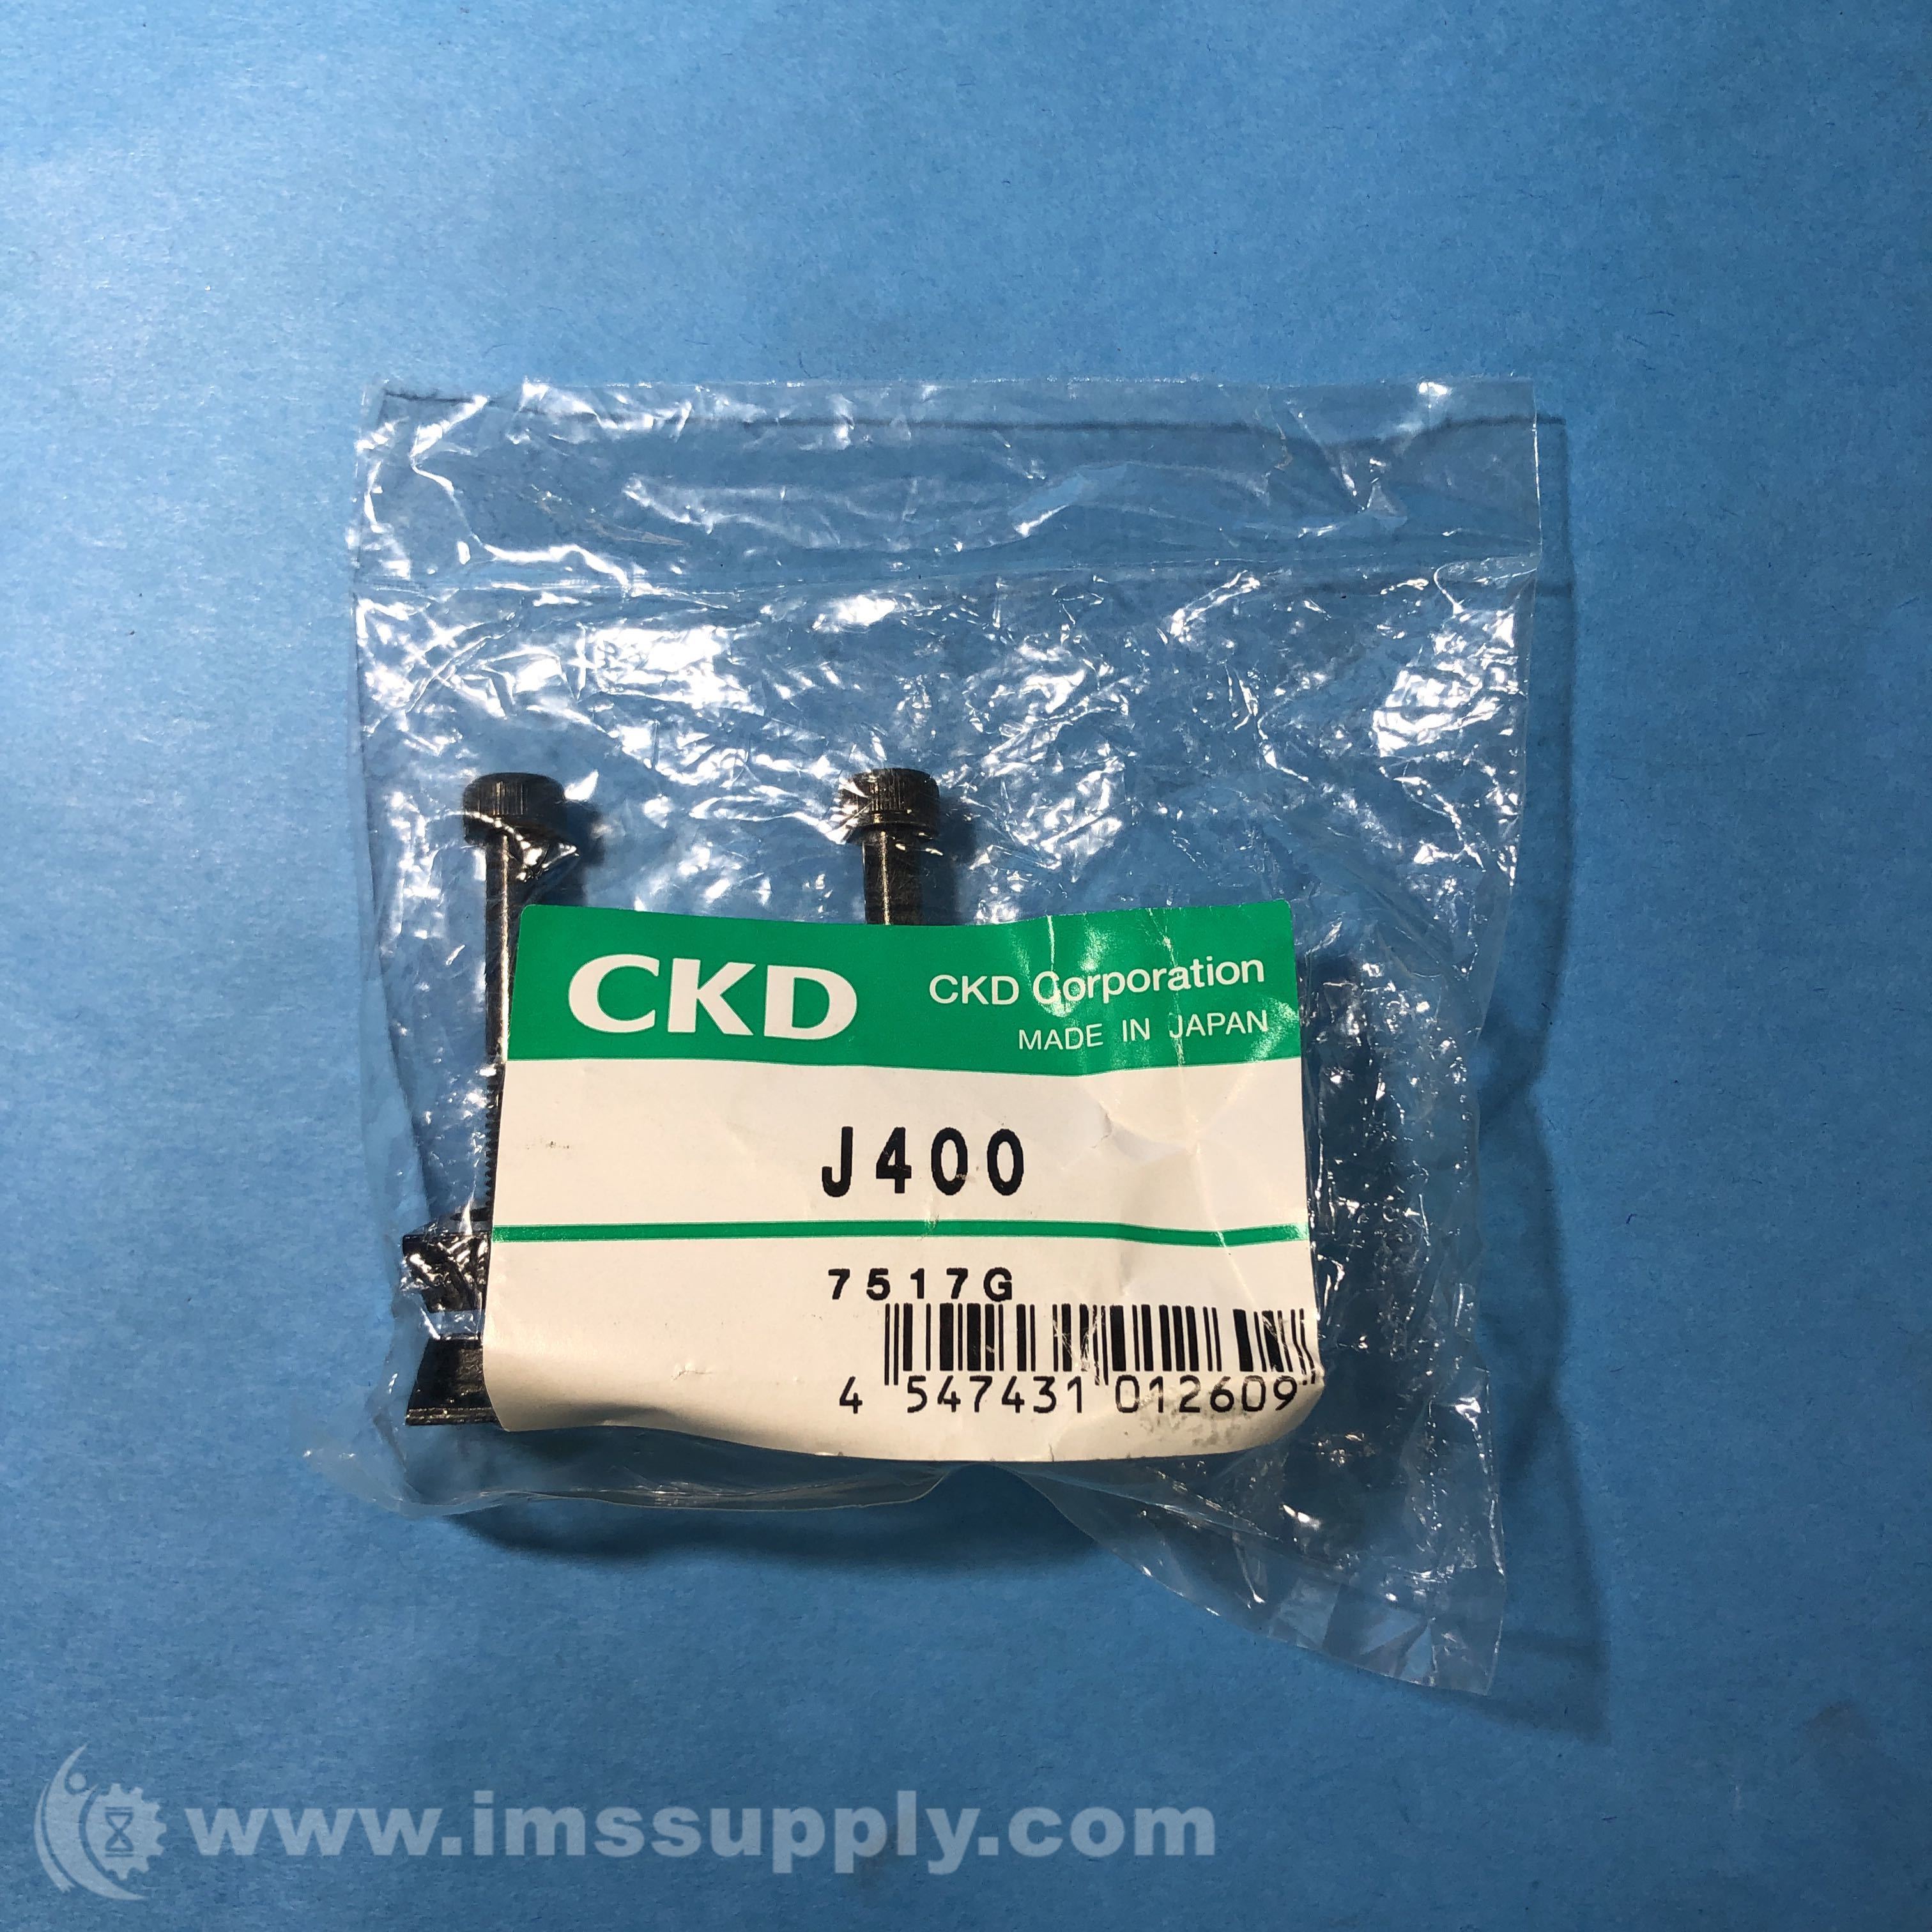 CKD
CKD Corporation
MADE IN JAPAN
J400
7517G
4 547431 012609
www.imssupply.com